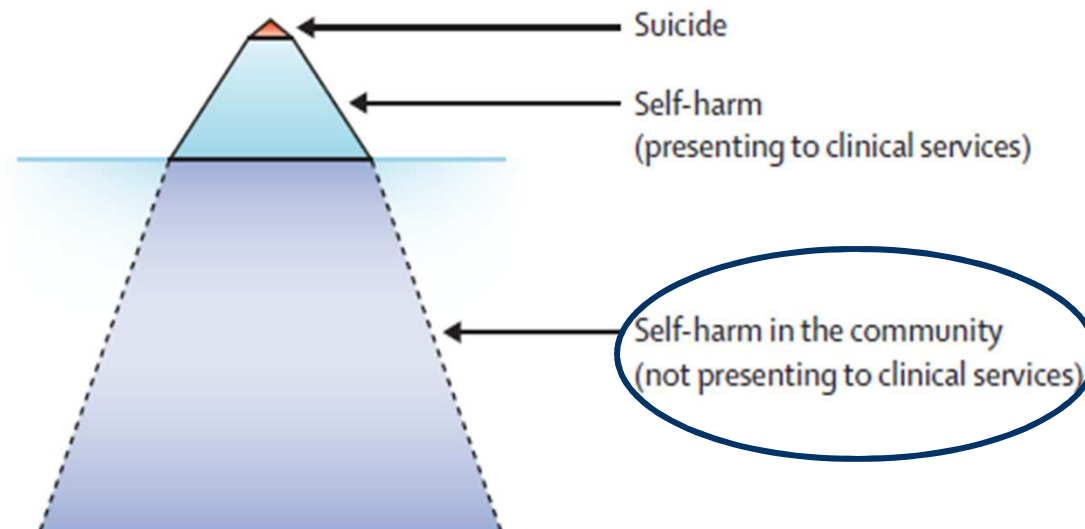 Suicide
Self-harm
(presenting to clinical services)
Self-harm in the community
(not presenting to clinical services)